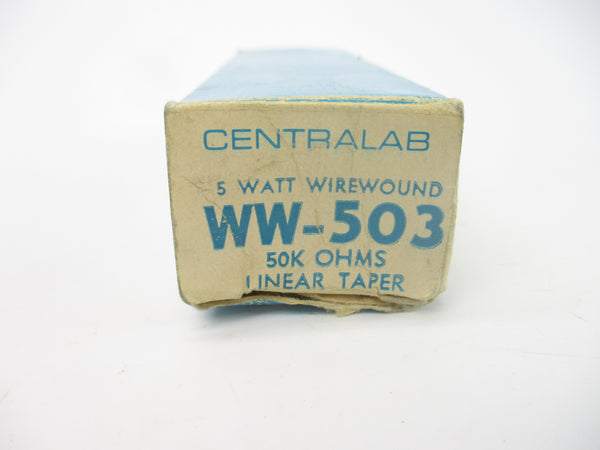 CENTRALAB
5 WATT WIREWOUND
WW-503
50K OHMS
LINEAR TAPER